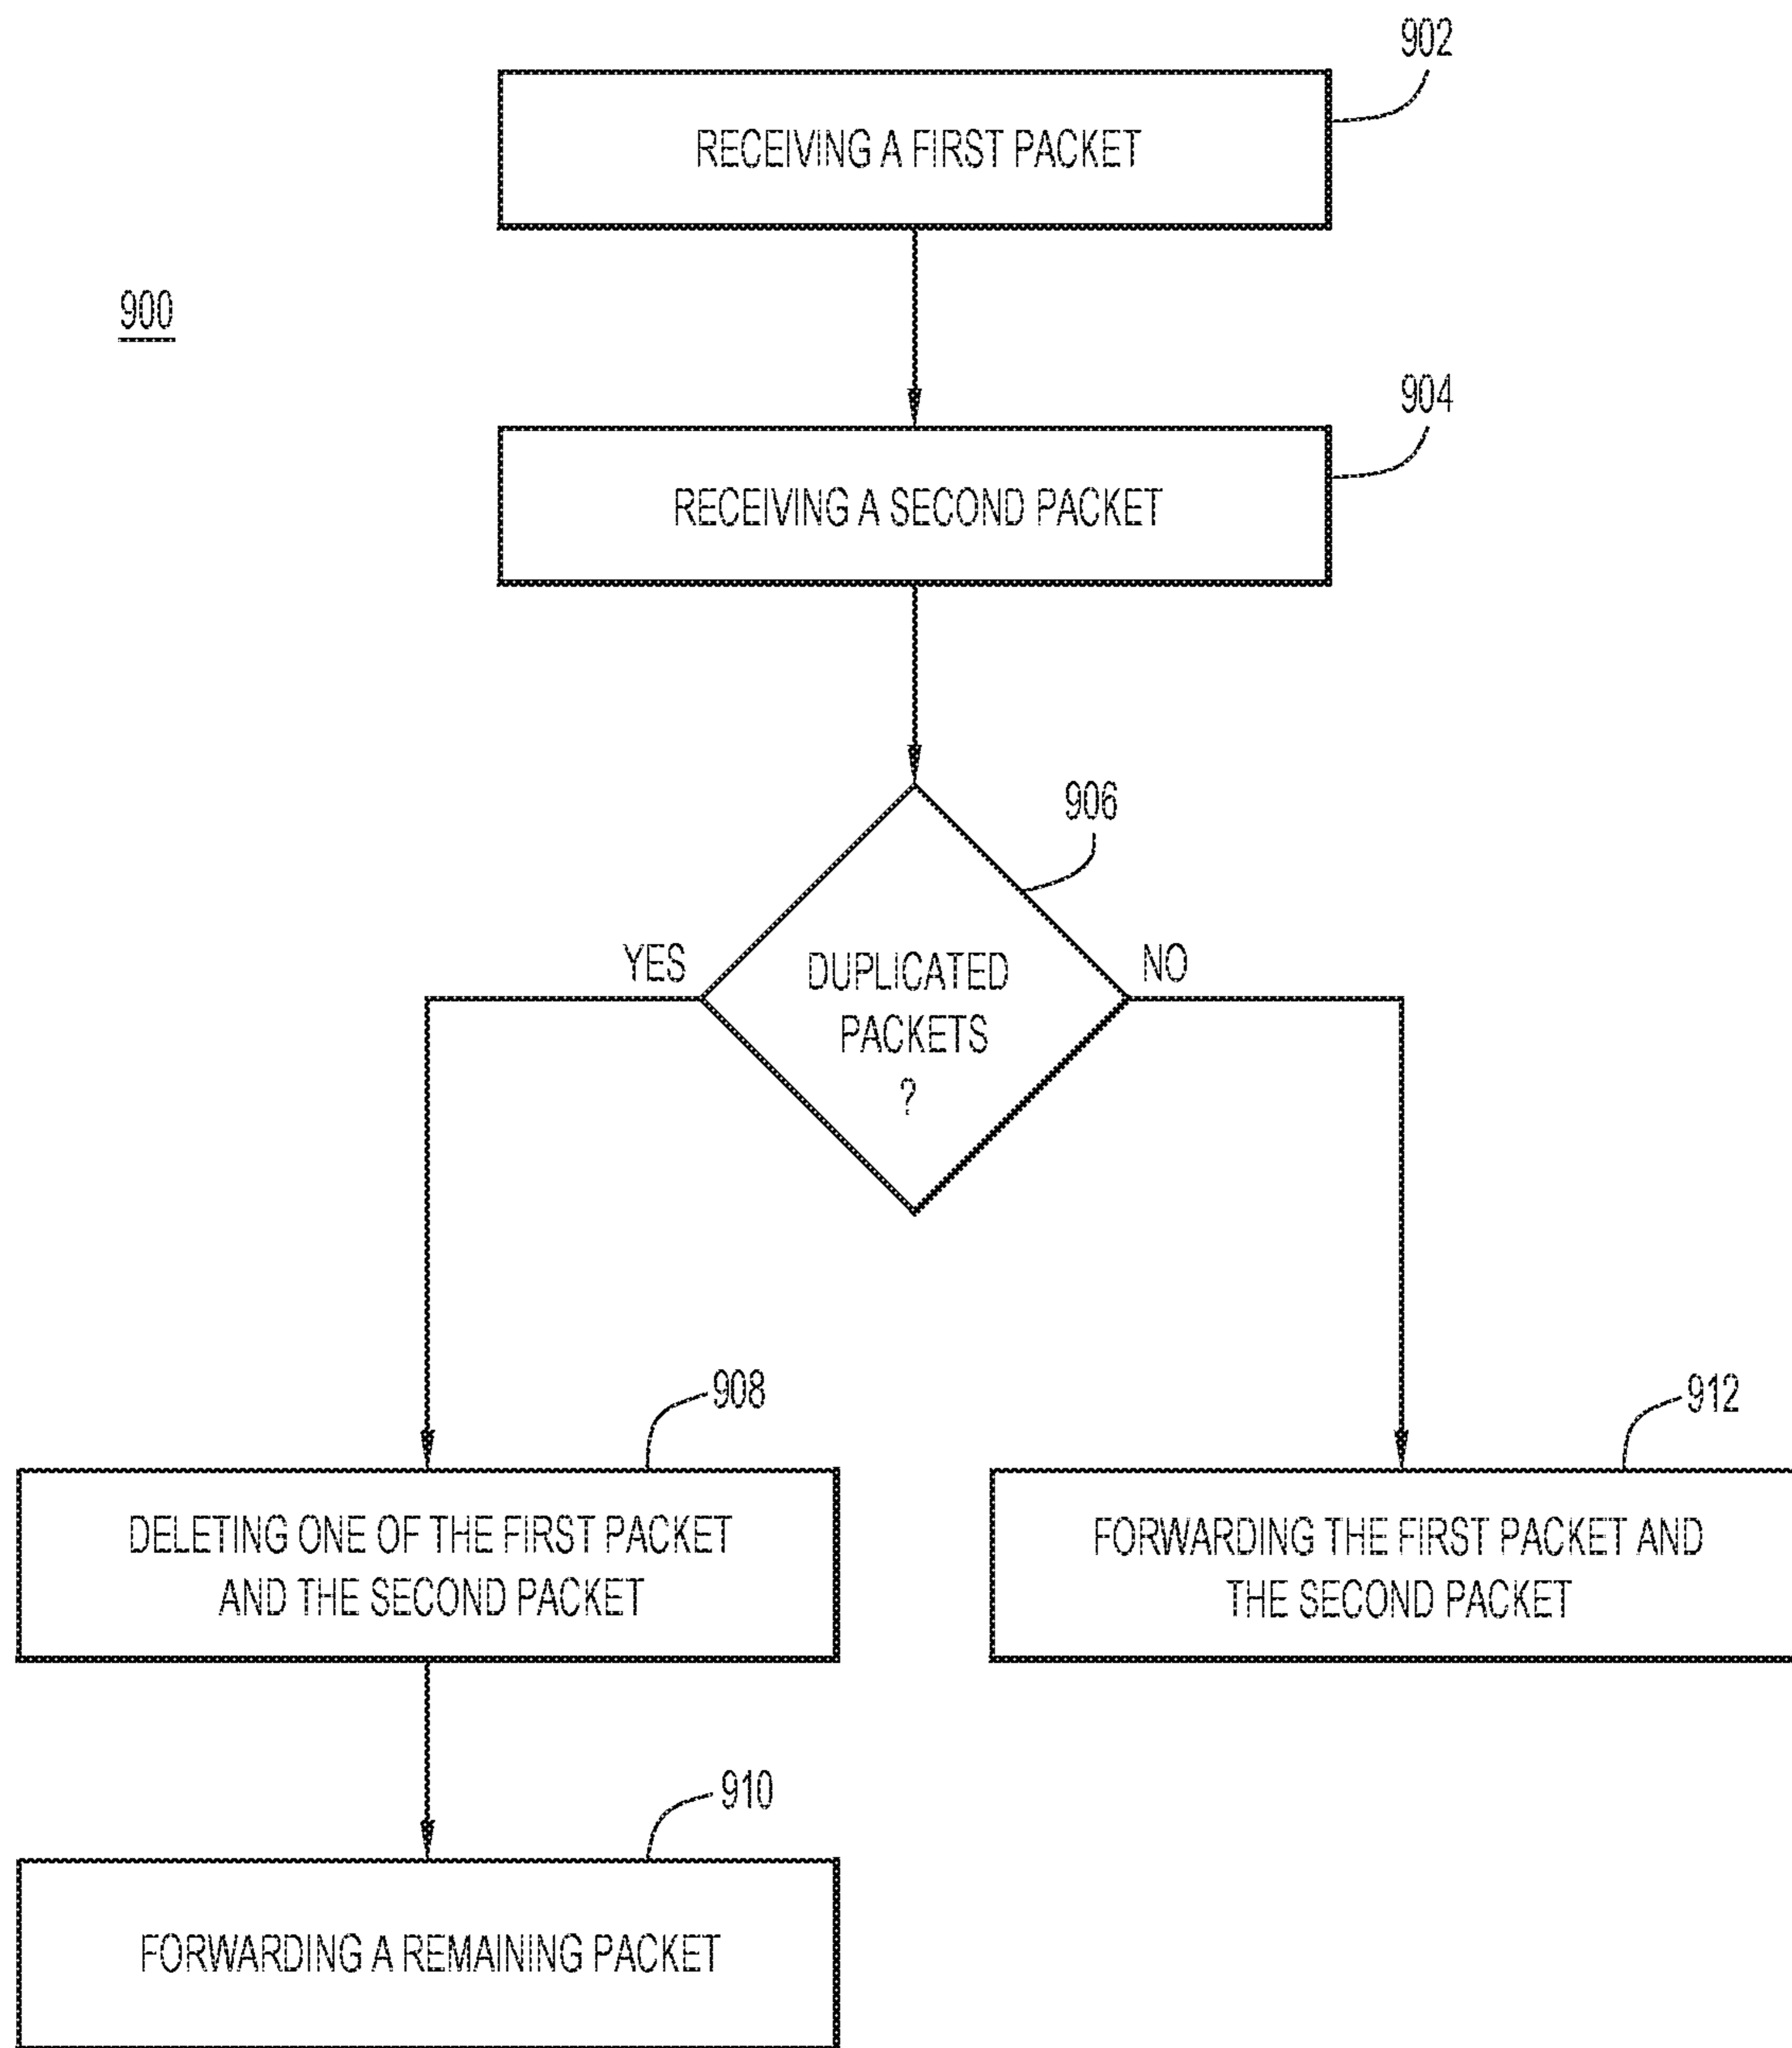 902
RECEIVING A FIRST PACKET
900
904
RECEIVING A SECOND PACKET
906
YES
NO
DUPLICATED
PACKETS
?
908
912
DELETING ONE OF THE FIRST PACKET
AND THE SECOND PACKET
FORWARDING THE FIRST PACKET AND
THE SECOND PACKET
910
FORWARDING A REMAINING PACKET